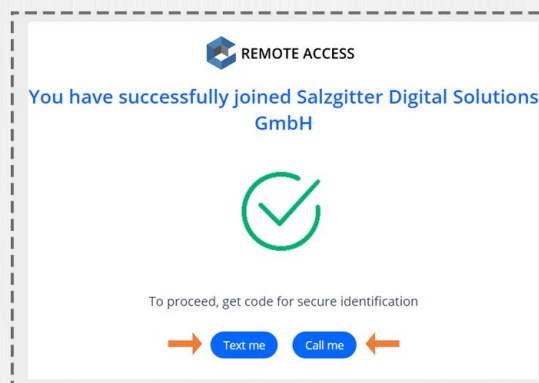 REMOTE ACCESS
You have successfully joined Salzgitter Digital Solutions
GmbH
To proceed, get code for secure identification
Text me Call me